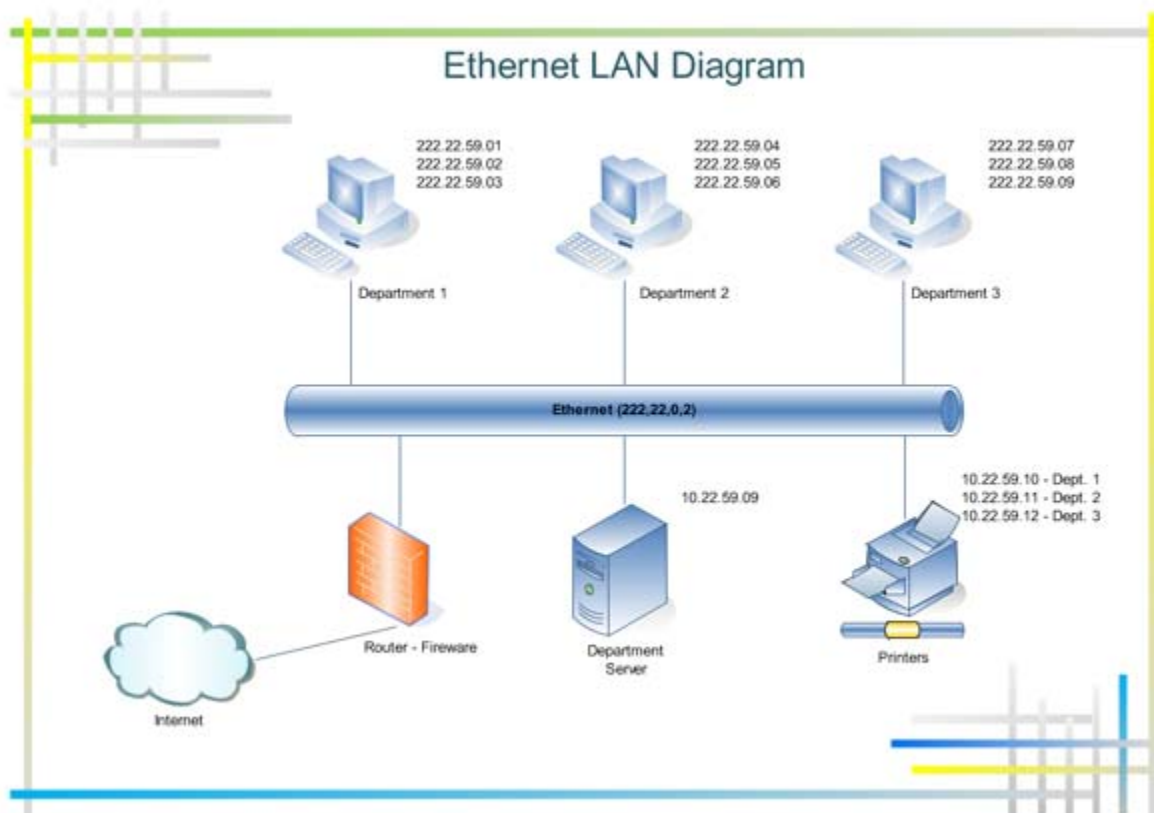 Ethernet LAN Diagram
222.22.59.01
222.22.59.02
222.22.59.03
222.22.59.04
222.22.59.05
222.22.59.06
222.22.59.07
222.22.59.08
222.22.59.09
Department 1
Department 2
Department 3
Ethernet (222,22,0,2)
10.22.59.09
10.22.59.10 - Dept. 1
10.22.59.11 - Dept. 2
10.22.59.12 - Dept. 3
Router - Fireware
Department
Server
Printers
Internet